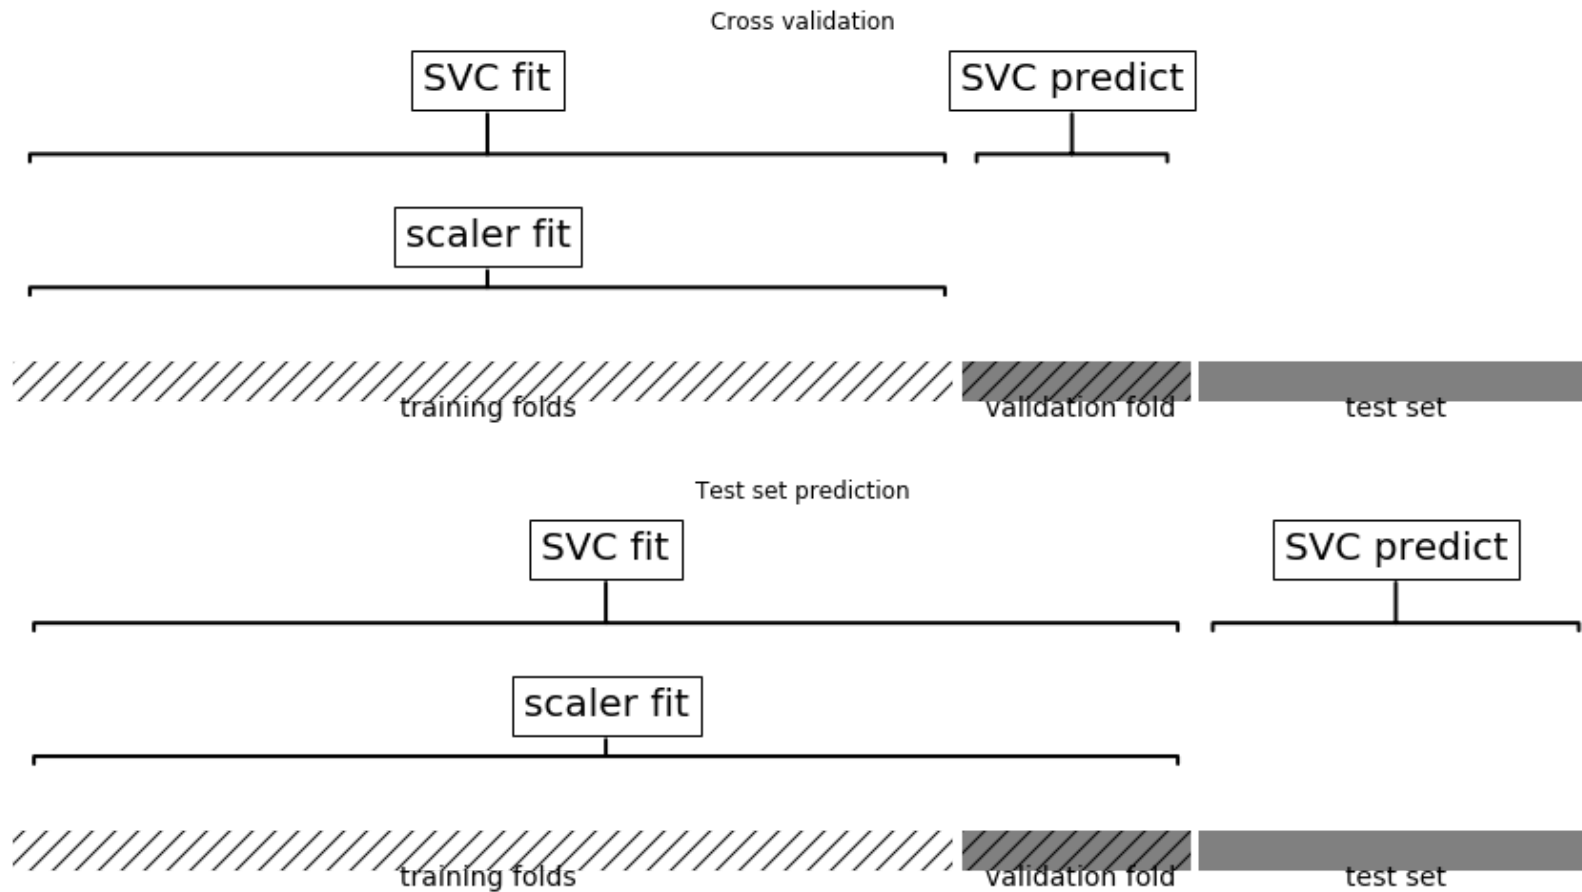 Cross validation
SVC fit
SVC predict
scaler fit
training folds
validation fold
test set
Test set prediction
SVC fit
SVC predict
scaler fit
training folds
validation fold
test set